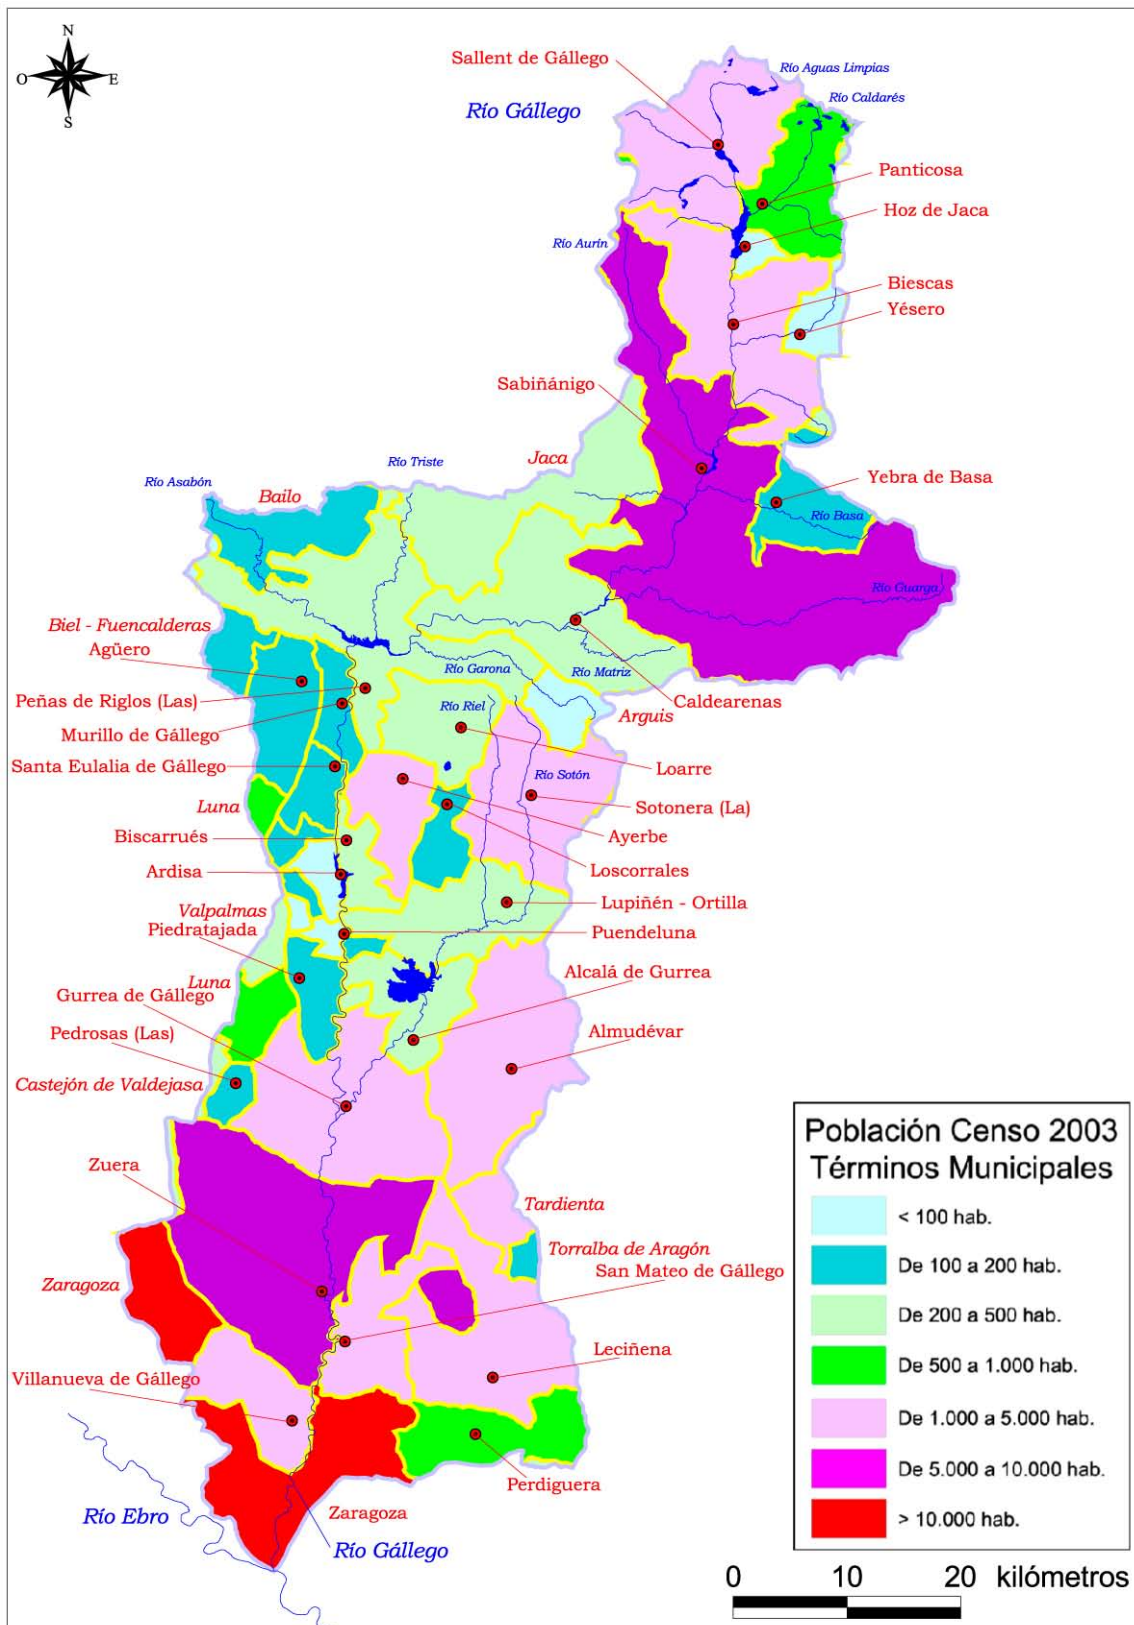 N
O
E
S
Sallent de Gállego
Río Aguas Limpias
Río Caldarés
Río Gállego
Panticosa
Hoz de Jaca
Río Aurín
Biescas
Yésero
Sabiñánigo
Jaca
Río Triste
Río Asabón
Bailo
Yebra de Basa
Río Basa
Río Guarga
Biel - Fuencalderas
Agüero
Río Garona
Río Matriz
Peñas de Riglos (Las)
Río Riel
Caldearenas
Arguis
Murillo de Gállego
Santa Eulalia de Gállego
Loarre
Río Sotón
Luna
Sotonera (La)
Biscarrués
Ayerbe
Ardisa
Loscorrales
Valpalmas
Lupiñén - Ortilla
Piedratajada
Puendeluna
Luna
Alcalá de Gurrea
Gurrea de Gállego
Pedrosas (Las)
Almudévar
Castejón de Valdejasa
Zuera
Tardienta
Torralba de Aragón
San Mateo de Gállego
Zaragoza
Leciñena
Villanueva de Gállego
Perdiguera
Zaragoza
Río Ebro
Río Gállego
Población Censo 2003
Términos Municipales
< 100 hab.
De 100 a 200 hab.
De 200 a 500 hab.
De 500 a 1.000 hab.
De 1.000 a 5.000 hab.
De 5.000 a 10.000 hab.
> 10.000 hab.
0 10 20 kilómetros